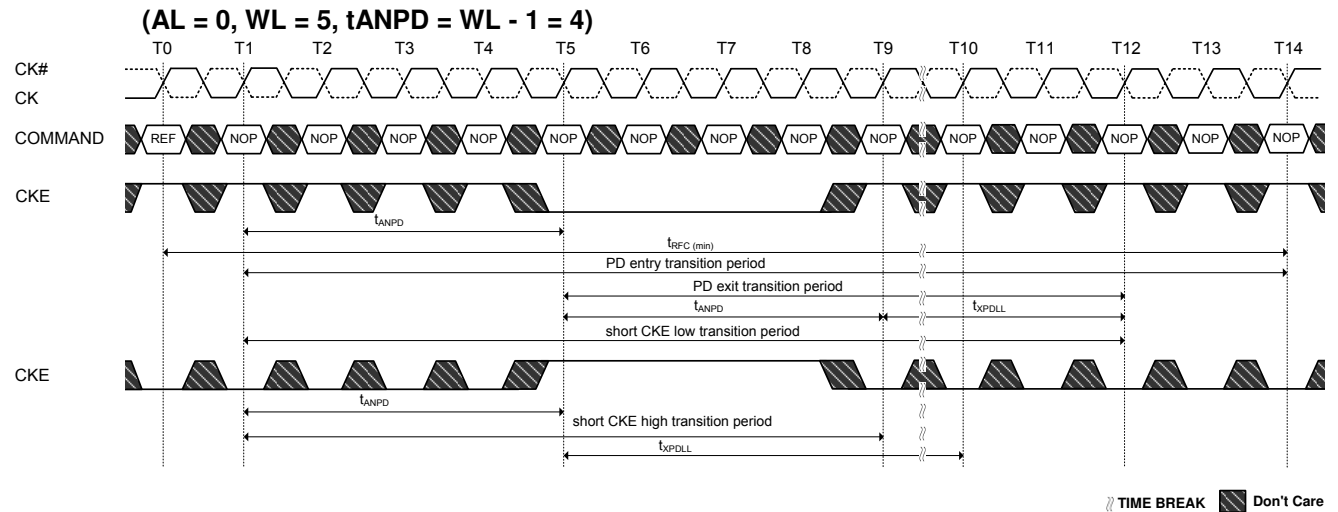 (AL = 0, WL = 5, tANPD = WL - 1 = 4)
T0 T1 T2 T3 T4 T5 T6 T7 T8 T9 T10 T11 T12 T13 T14
CK#
CK
COMMAND REF NOP NOP NOP NOP NOP NOP NOP NOP NOP NOP NOP NOP NOP NOP
CKE
tANPD
tRFC (min)
PD entry transition period
PD exit transition period
tANPD tXPDLL
short CKE low transition period
CKE
tANPD
short CKE high transition period
tXPDLL
TIME BREAK Don't Care